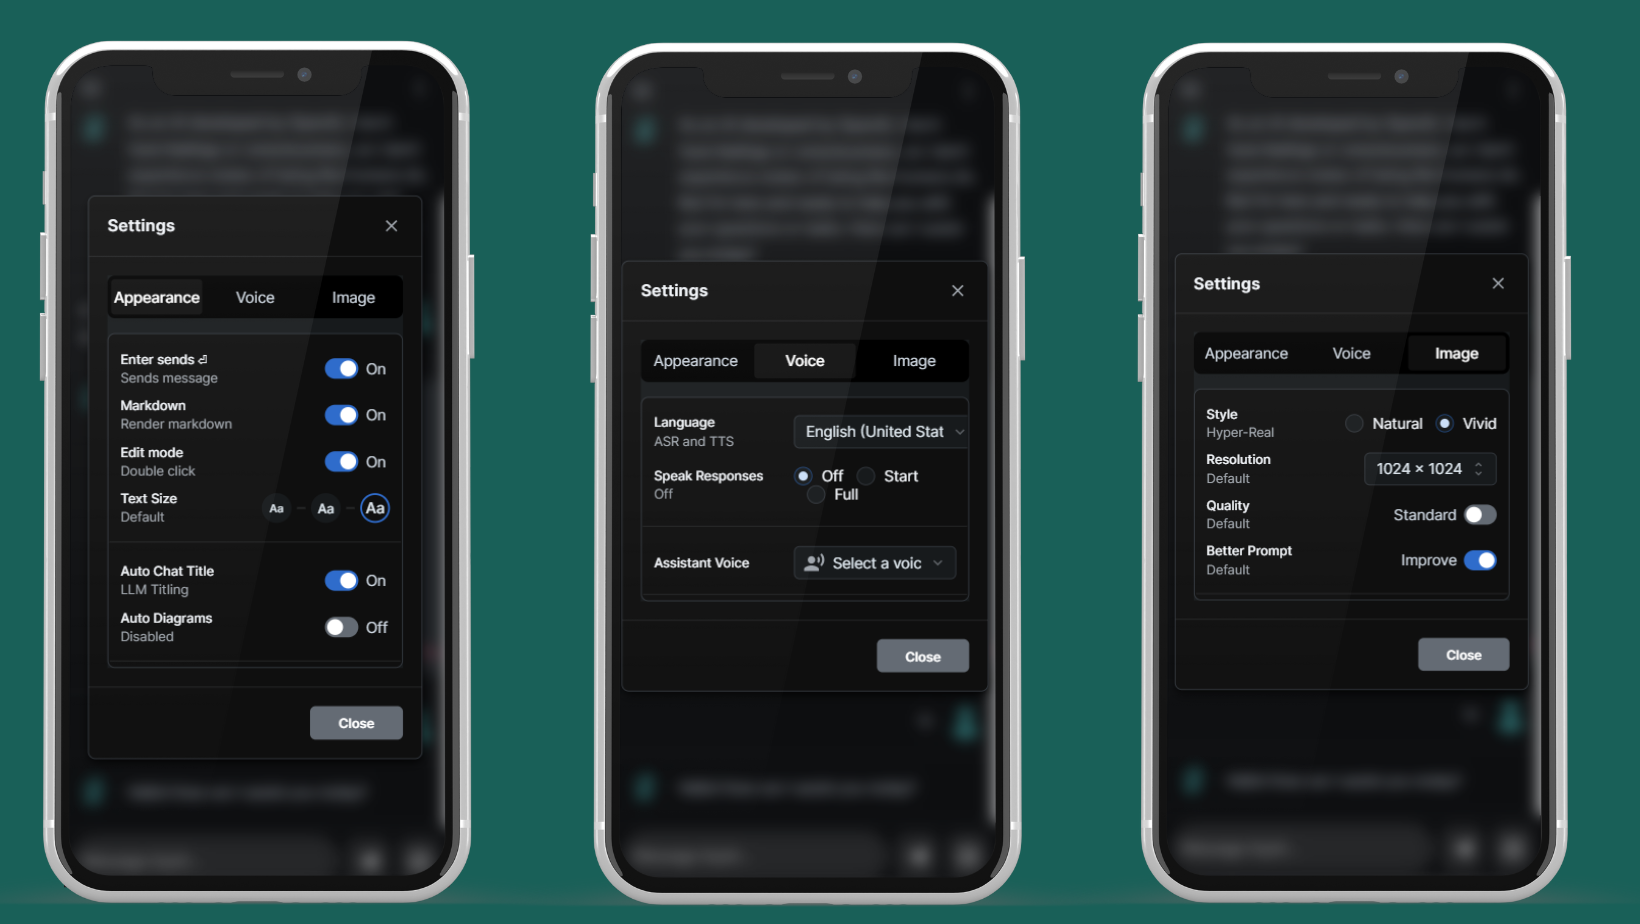 Settings
Appearance Voice Image
Enter sends ⏎
Sends message
On
Markdown
Render markdown
On
Edit mode
Double click
On
Text Size
Default
Aa Aa Aa
Auto Chat Title
LLM Titling
On
Auto Diagrams
Disabled
Off
Close
Settings
Appearance Voice Image
Language
ASR and TTS
English (United Stat
Speak Responses
Off
Off Start
Full
Assistant Voice
Select a voic
Close
Settings
Appearance Voice Image
Style
Hyper-Real
Natural Vivid
Resolution
Default
1024 × 1024
Quality
Default
Standard
Better Prompt
Default
Improve
Close